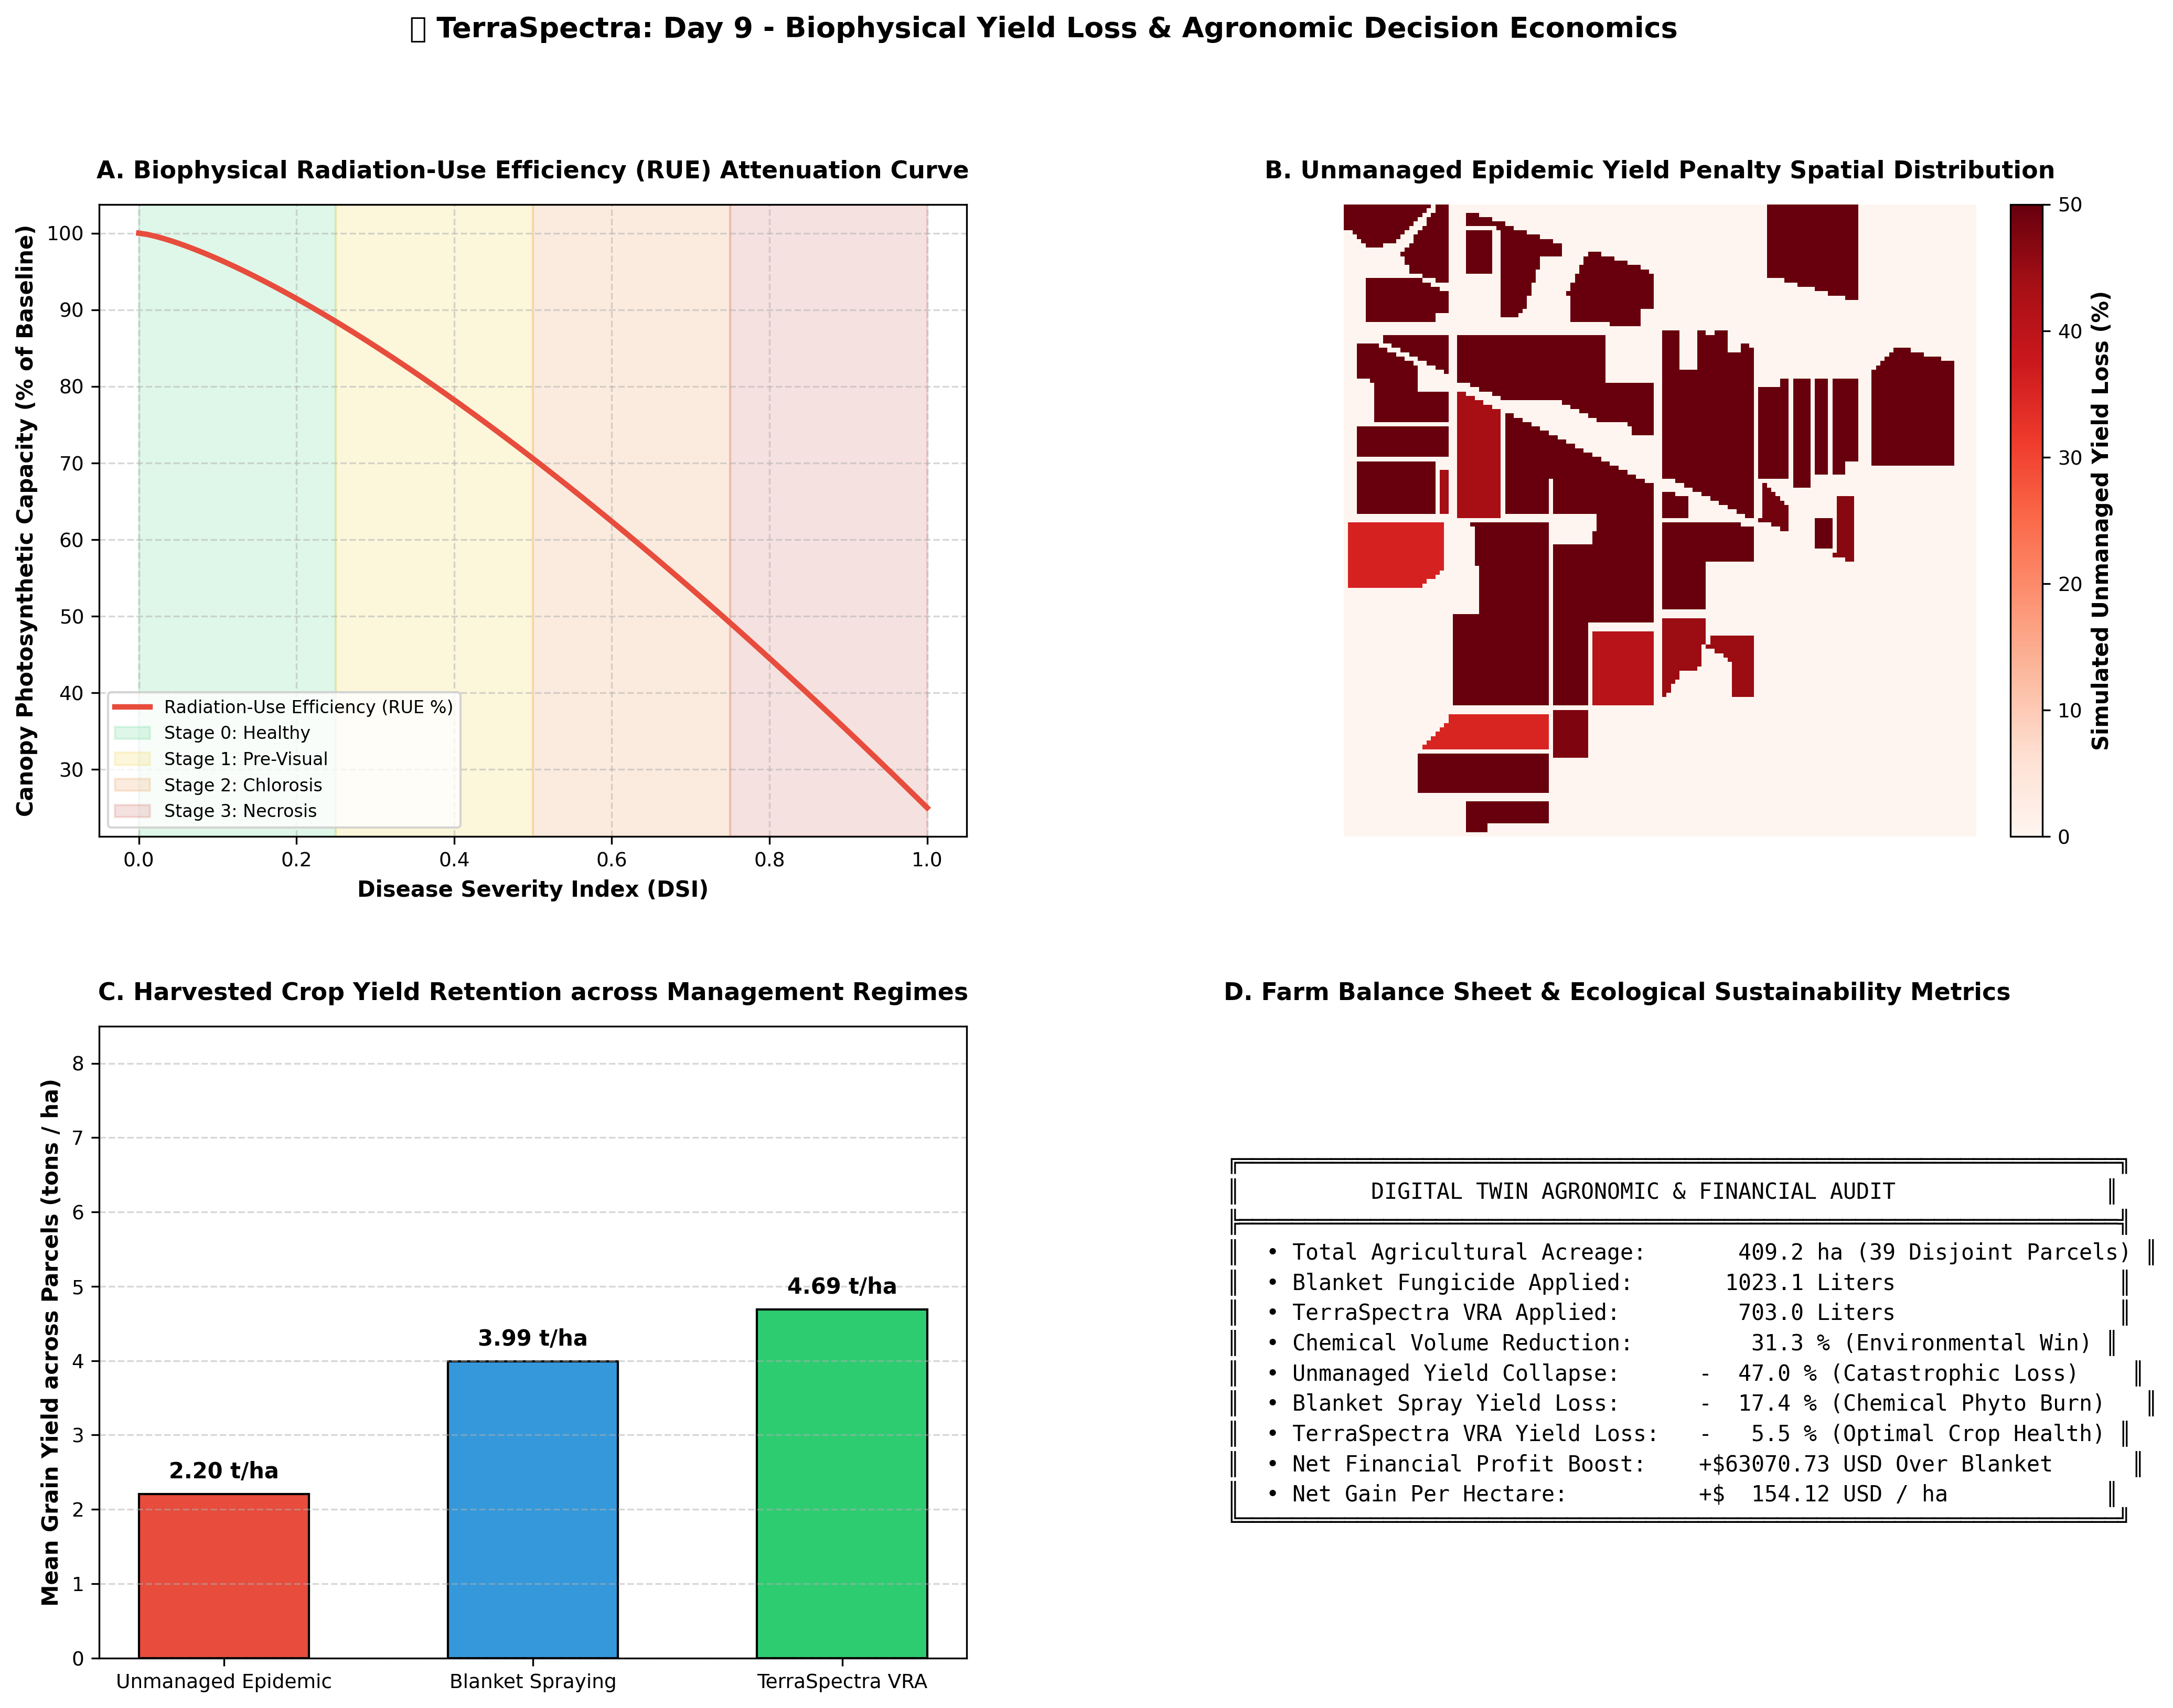 ▯ TerraSpectra: Day 9 - Biophysical Yield Loss & Agronomic Decision Economics
A. Biophysical Radiation-Use Efficiency (RUE) Attenuation Curve
Canopy Photosynthetic Capacity (% of Baseline)
100
90
80
70
60
50
40
30
Radiation-Use Efficiency (RUE %)
Stage 0: Healthy
Stage 1: Pre-Visual
Stage 2: Chlorosis
Stage 3: Necrosis
0.0 0.2 0.4 0.6 0.8 1.0
Disease Severity Index (DSI)
B. Unmanaged Epidemic Yield Penalty Spatial Distribution
50
40
30
20
10
0
Simulated Unmanaged Yield Loss (%)
C. Harvested Crop Yield Retention across Management Regimes
Mean Grain Yield across Parcels (tons / ha)
8
7
6
5
4
3
2
1
0
2.20 t/ha
3.99 t/ha
4.69 t/ha
Unmanaged Epidemic Blanket Spraying TerraSpectra VRA
D. Farm Balance Sheet & Ecological Sustainability Metrics
DIGITAL TWIN AGRONOMIC & FINANCIAL AUDIT
• Total Agricultural Acreage: 409.2 ha (39 Disjoint Parcels)
• Blanket Fungicide Applied: 1023.1 Liters
• TerraSpectra VRA Applied: 703.0 Liters
• Chemical Volume Reduction: 31.3 % (Environmental Win)
• Unmanaged Yield Collapse: - 47.0 % (Catastrophic Loss)
• Blanket Spray Yield Loss: - 17.4 % (Chemical Phyto Burn)
• TerraSpectra VRA Yield Loss: - 5.5 % (Optimal Crop Health)
• Net Financial Profit Boost: +$63070.73 USD Over Blanket
• Net Gain Per Hectare: +$ 154.12 USD / ha